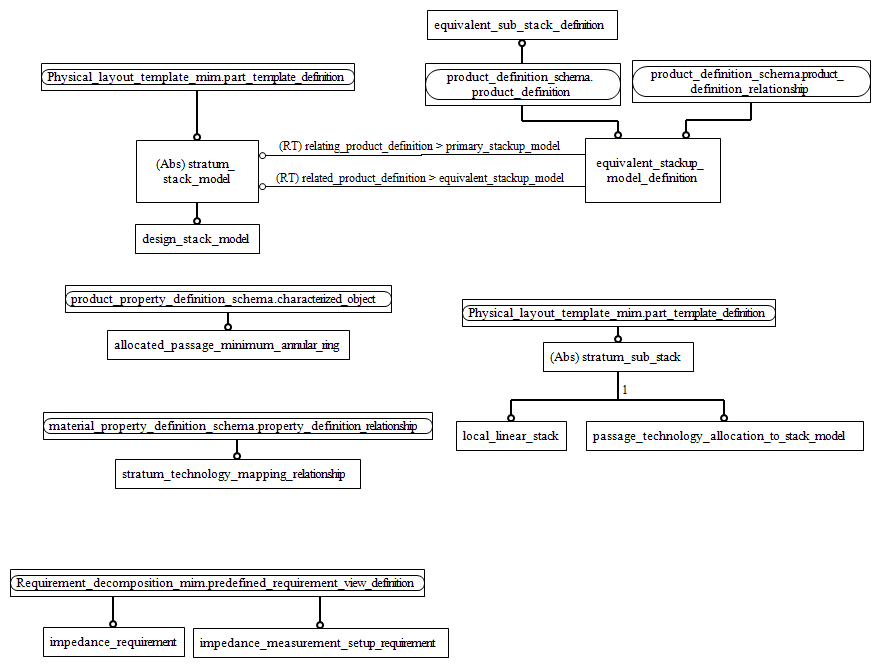 equivalent_sub_stack_definition
Physical_layout_template_mim.part_template_definition
product_definition_schema.
product_definition
product_definition_schema.product_
definition_relationship
(Abs) stratum_
stack_model
(RT) relating_product_definition > primary_stackup_model
(RT) related_product_definition > equivalent_stackup_model
equivalent_stackup_
model_definition
design_stack_model
product_property_definition_schema.characterized_object
allocated_passage_minimum_annular_ring
Physical_layout_template_mim.part_template_definition
(Abs) stratum_sub_stack
1
local_linear_stack
passage_technology_allocation_to_stack_model
material_property_definition_schema.property_definition_relationship
stratum_technology_mapping_relationship
Requirement_decomposition_mim.predefined_requirement_view_definition
impedance_requirement
impedance_measurement_setup_requirement